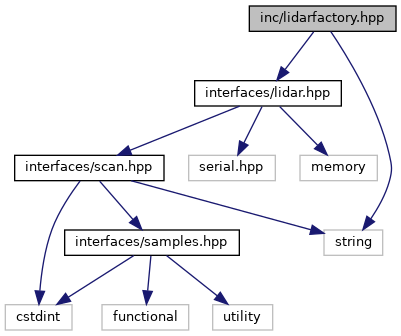 inc/lidarfactory.hpp
interfaces/lidar.hpp
interfaces/scan.hpp
serial.hpp
memory
interfaces/samples.hpp
string
cstdint
functional
utility